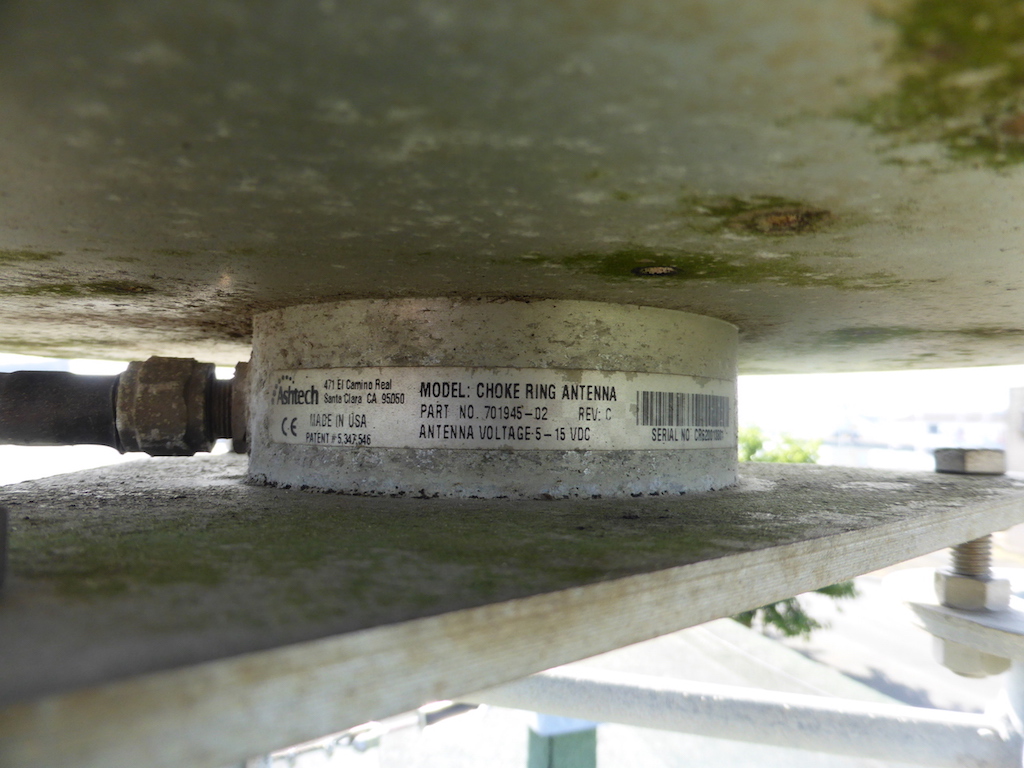 Ashtech
471 El Camino Real
Santa Clara CA 95050
CE MADE IN USA
PATENT # 5,347,546
MODEL: CHOKE RING ANTENNA
PART NO. 701945-02 REV: C
ANTENNA VOLTAGE 5-15 VDC
SERIAL NO